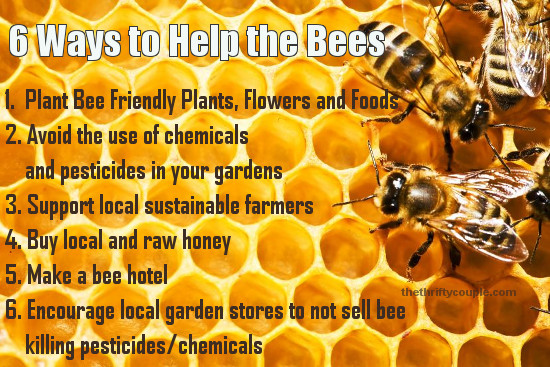 6 Ways to Help the Bees
1. Plant Bee Friendly Plants, Flowers and Foods
2. Avoid the use of chemicals
and pesticides in your gardens
3. Support local sustainable farmers
4. Buy local and raw honey
5. Make a bee hotel
thethriftycouple.com
6. Encourage local garden stores to not sell bee
killing pesticides/chemicals